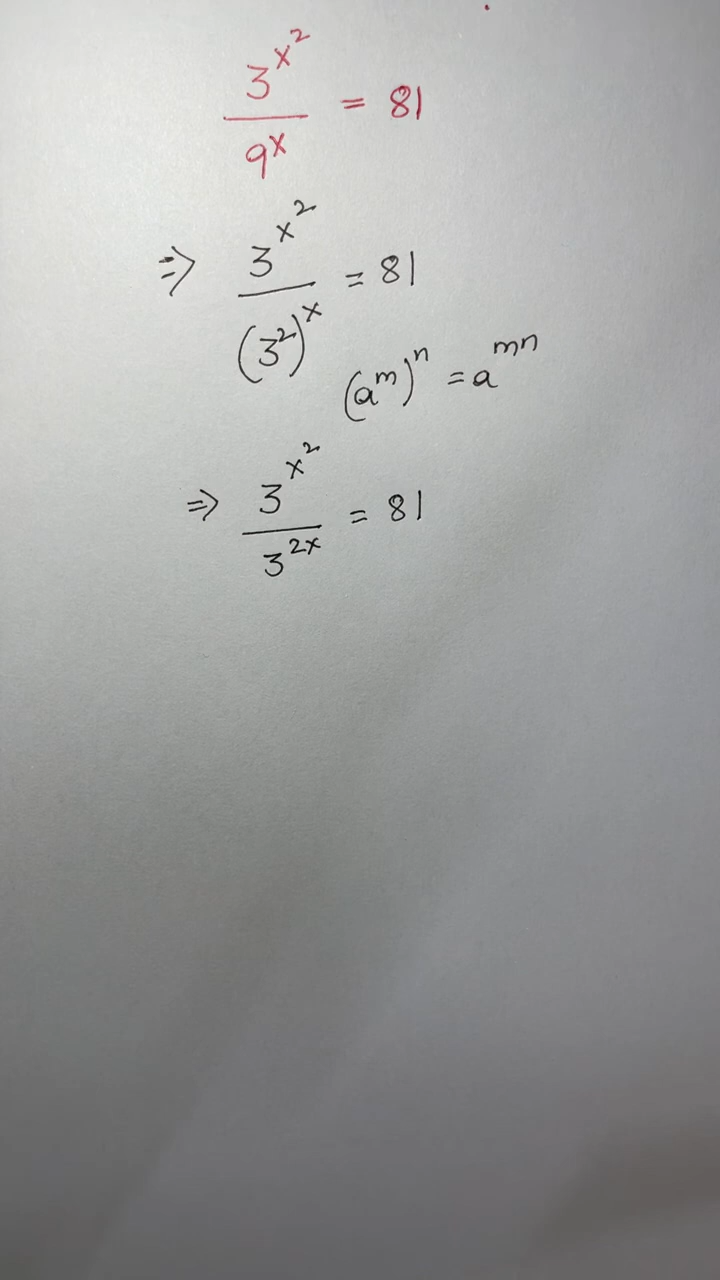 3^{x^2} / 9^x = 81
⇒ 3^{x^2} / (3^2)^x = 81
(a^m)^n = a^{mn}
⇒ 3^{x^2} / 3^{2x} = 81